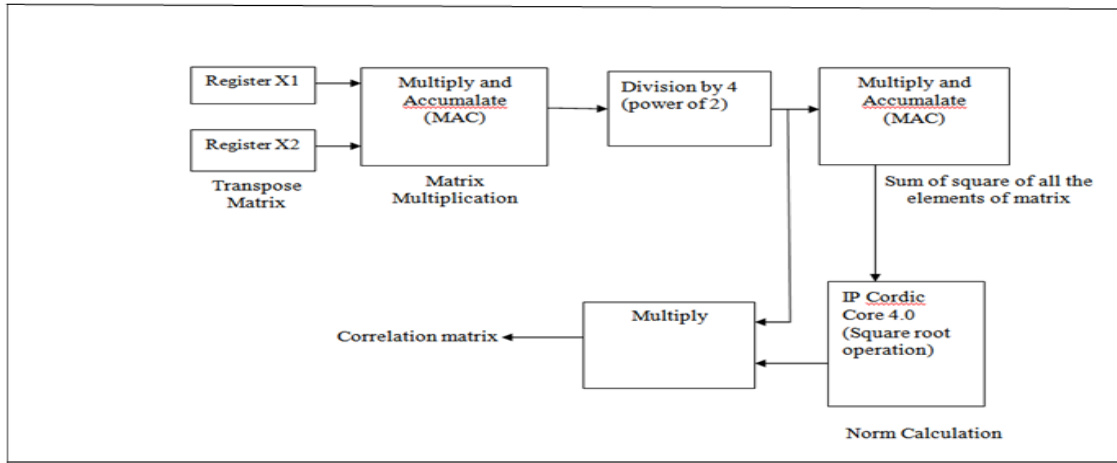 Register X1
Register X2
Transpose
Matrix
Multiply and
Accumalate
(MAC)
Matrix
Multiplication
Division by 4
(power of 2)
Multiply and
Accumalate
(MAC)
Sum of square of all the
elements of matrix
IP Cordic
Core 4.0
(Square root
operation)
Norm Calculation
Multiply
Correlation matrix